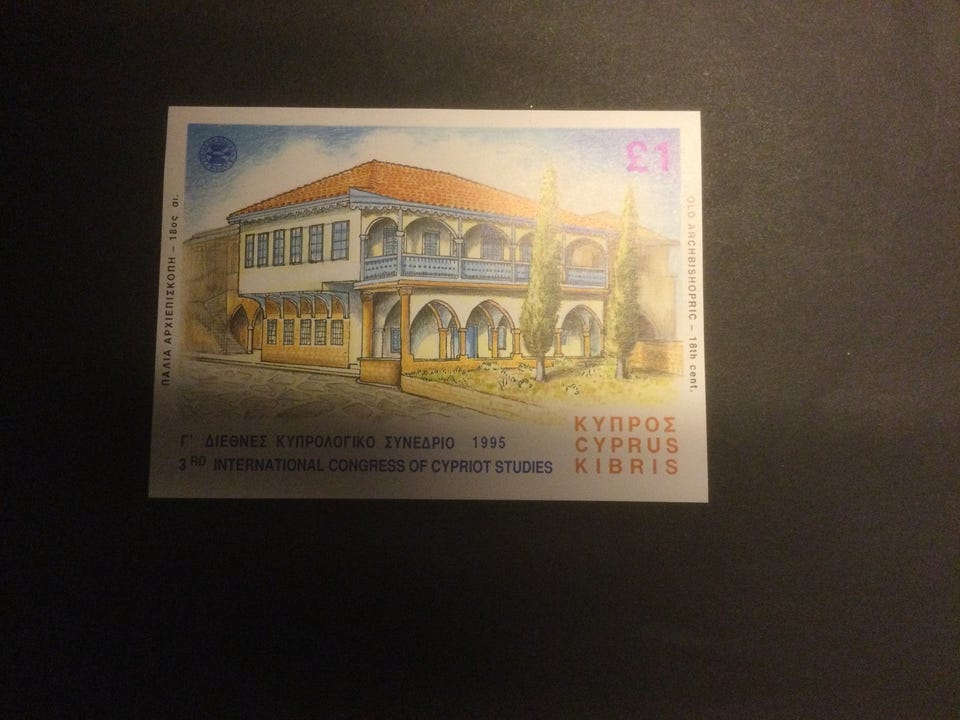 £1
ΠΑΛΙΑ ΑΡΧΙΕΠΙΣΚΟΠΗ – 18ος αι.
OLD ARCHBISHOPRIC – 18th cent.
Γ' ΔΙΕΘΝΕΣ ΚΥΠΡΟΛΟΓΙΚΟ ΣΥΝΕΔΡΙΟ 1995
3RD INTERNATIONAL CONGRESS OF CYPRIOT STUDIES
ΚΥΠΡΟΣ
CYPRUS
KIBRIS